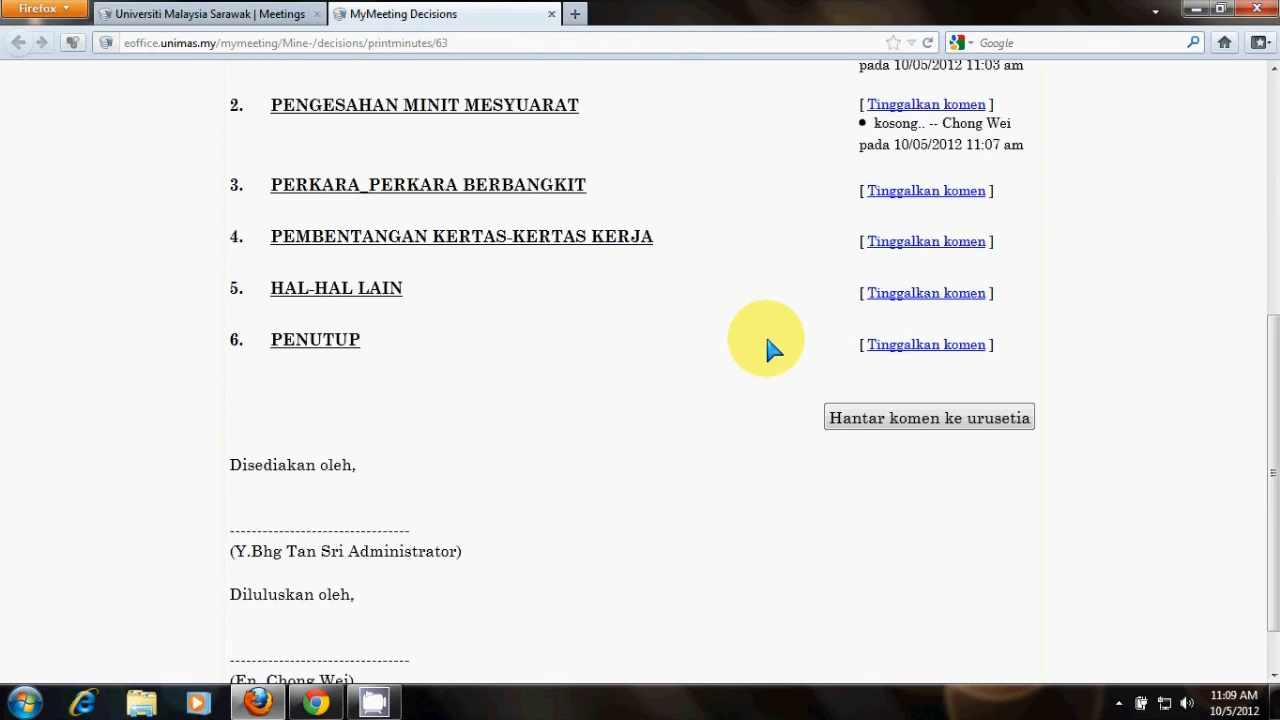 Firefox
Universiti Malaysia Sarawak | Meetings
MyMeeting Decisions
eoffice.unimas.my/mymeeting/Mine-/decisions/printminutes/63
Google
pada 10/05/2012 11:03 am
2. PENGESAHAN MINIT MESYUARAT
[ Tinggalkan komen ]
kosong.. -- Chong Wei
pada 10/05/2012 11:07 am
3. PERKARA_PERKARA BERBANGKIT
[ Tinggalkan komen ]
4. PEMBENTANGAN KERTAS-KERTAS KERJA
[ Tinggalkan komen ]
5. HAL-HAL LAIN
[ Tinggalkan komen ]
6. PENUTUP
[ Tinggalkan komen ]
Hantar komen ke urusetia
Disediakan oleh,
---------------------------------
(Y.Bhg Tan Sri Administrator)
Diluluskan oleh,
---------------------------------
(En. Chong Wei)
11:09 AM
10/5/2012